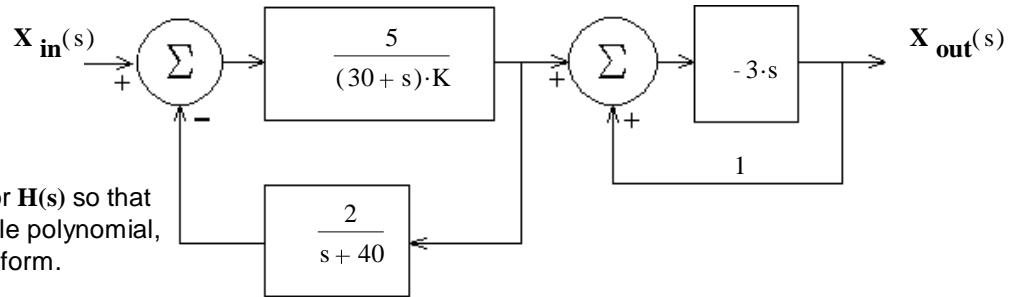 X in(s)
+
Σ
−
5
(30 + s)·K
+
Σ
+
- 3·s
X out(s)
1
2
s + 40
or H(s) so that
le polynomial,
form.